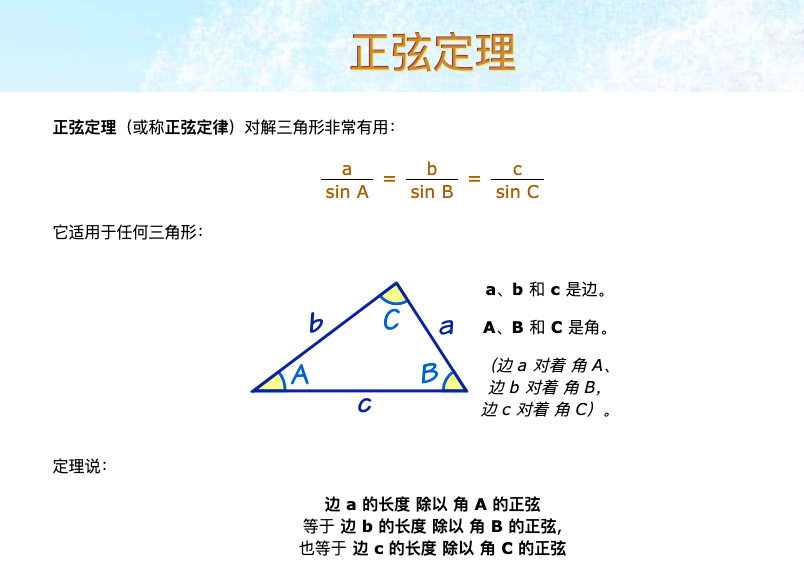 正弦定理
正弦定理（或称正弦定律）对解三角形非常有用：
a b c
= =
sin A sin B sin C
它适用于任何三角形：
a、b 和 c 是边。
A、B 和 C 是角。
（边 a 对着 角 A、
边 b 对着 角 B，
边 c 对着 角 C）。
b
C
a
A
B
c
定理说：
边 a 的长度 除以 角 A 的正弦
等于 边 b 的长度 除以 角 B 的正弦，
也等于 边 c 的长度 除以 角 C 的正弦